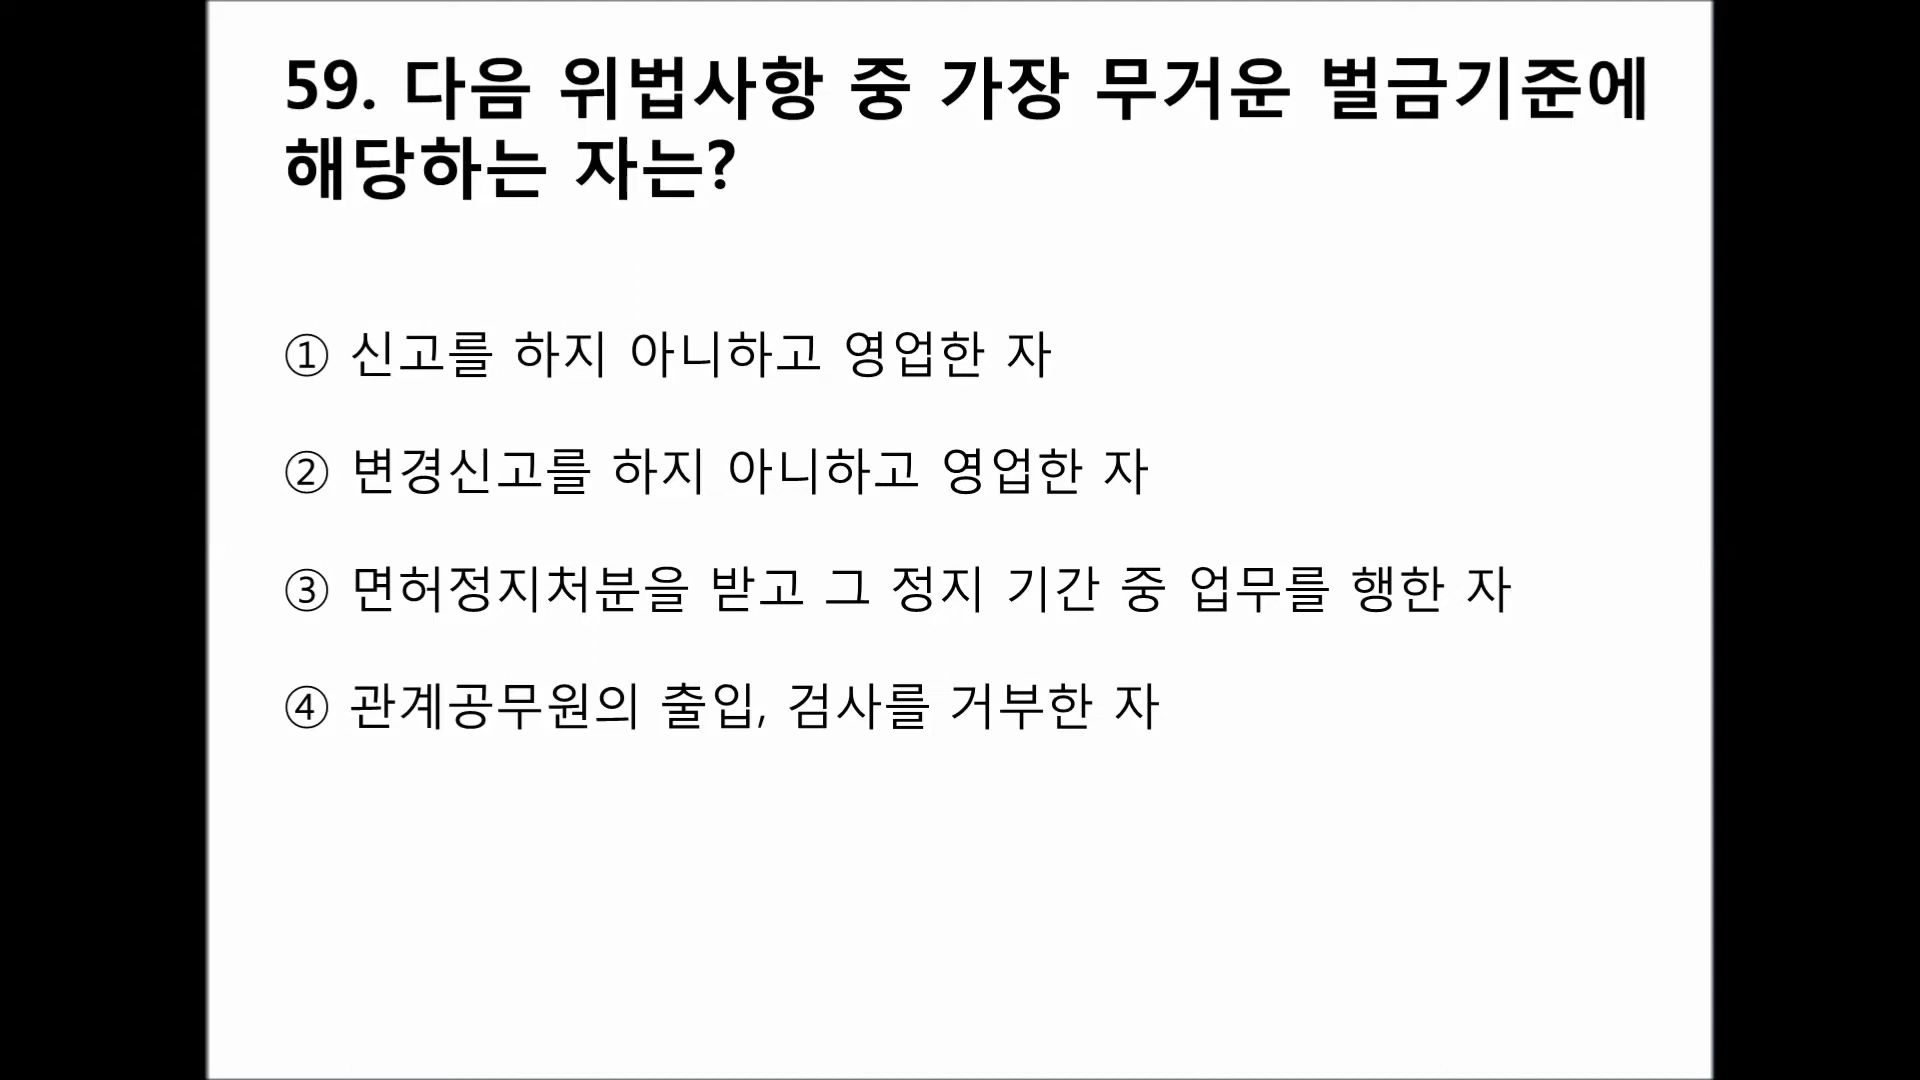 59. 다음 위법사항 중 가장 무거운 벌금기준에
해당하는 자는?
① 신고를 하지 아니하고 영업한 자
② 변경신고를 하지 아니하고 영업한 자
③ 면허정지처분을 받고 그 정지 기간 중 업무를 행한 자
④ 관계공무원의 출입, 검사를 거부한 자